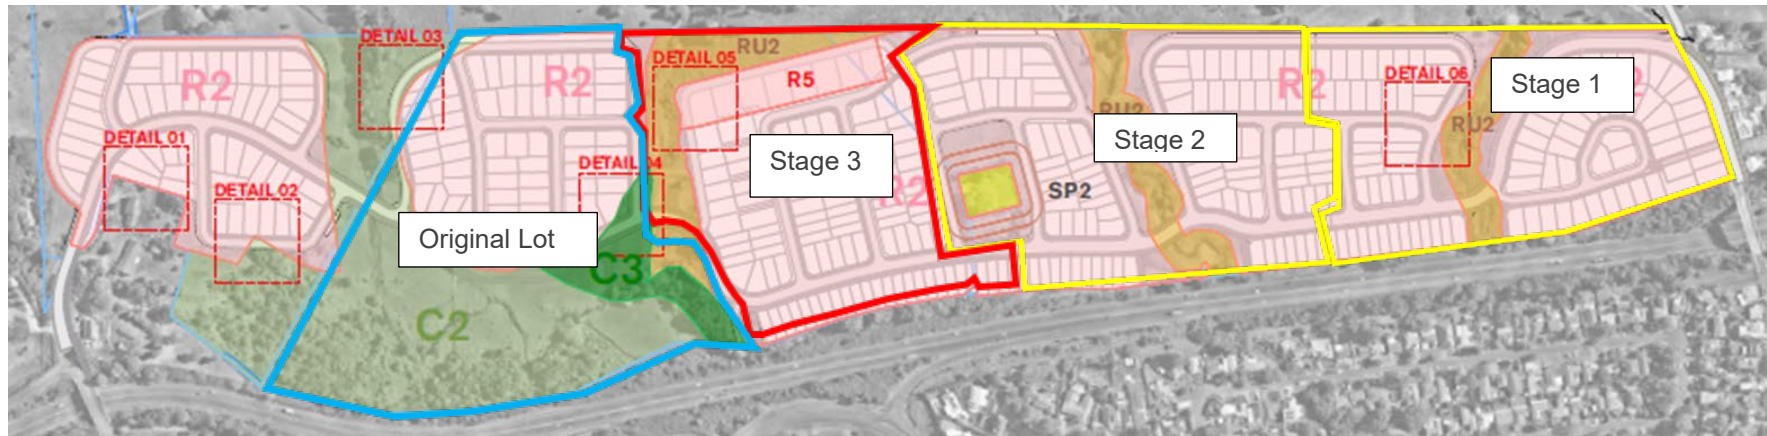 DETAIL 03
RU2
DETAIL 05
R2
R2
R5
R2
DETAIL 06
Stage 1
2
RU2
RU2
DETAIL 01
Stage 2
Stage 3
DETAIL 04
DETAIL 02
R2
SP2
Original Lot
C3
C2